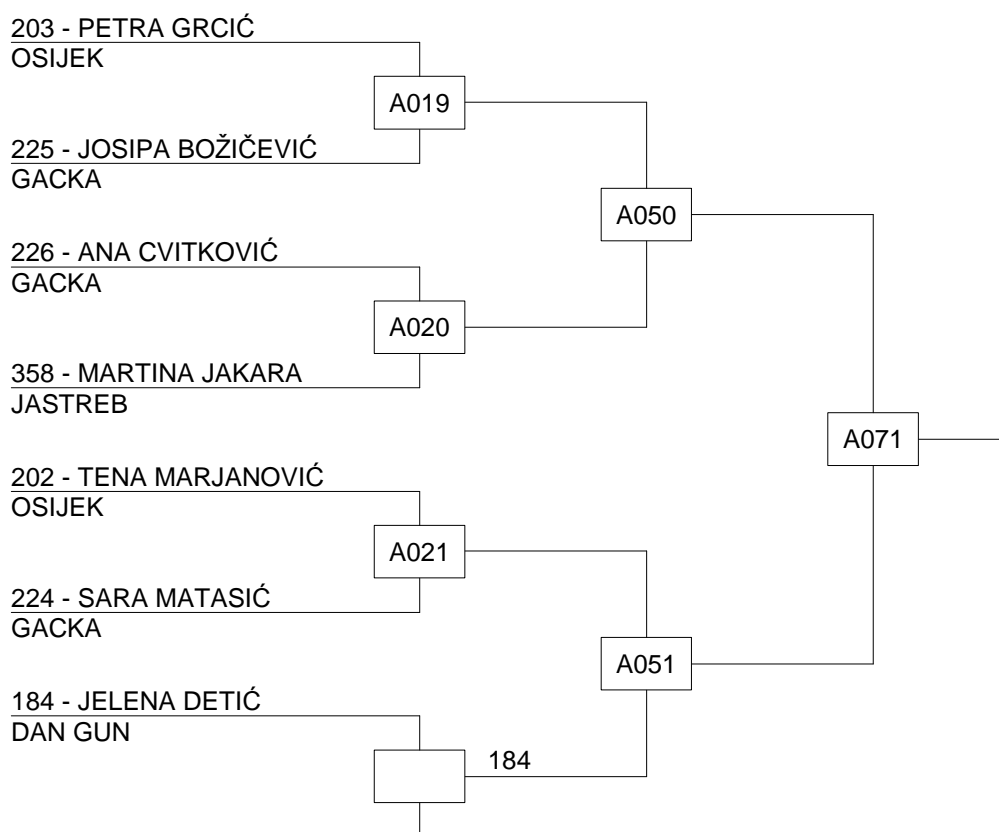 203 - PETRA GRCIĆ
OSIJEK
A019
225 - JOSIPA BOŽIČEVIĆ
GACKA
A050
226 - ANA CVITKOVIĆ
GACKA
A020
358 - MARTINA JAKARA
JASTREB
A071
202 - TENA MARJANOVIĆ
OSIJEK
A021
224 - SARA MATASIĆ
GACKA
A051
184 - JELENA DETIĆ
DAN GUN
184